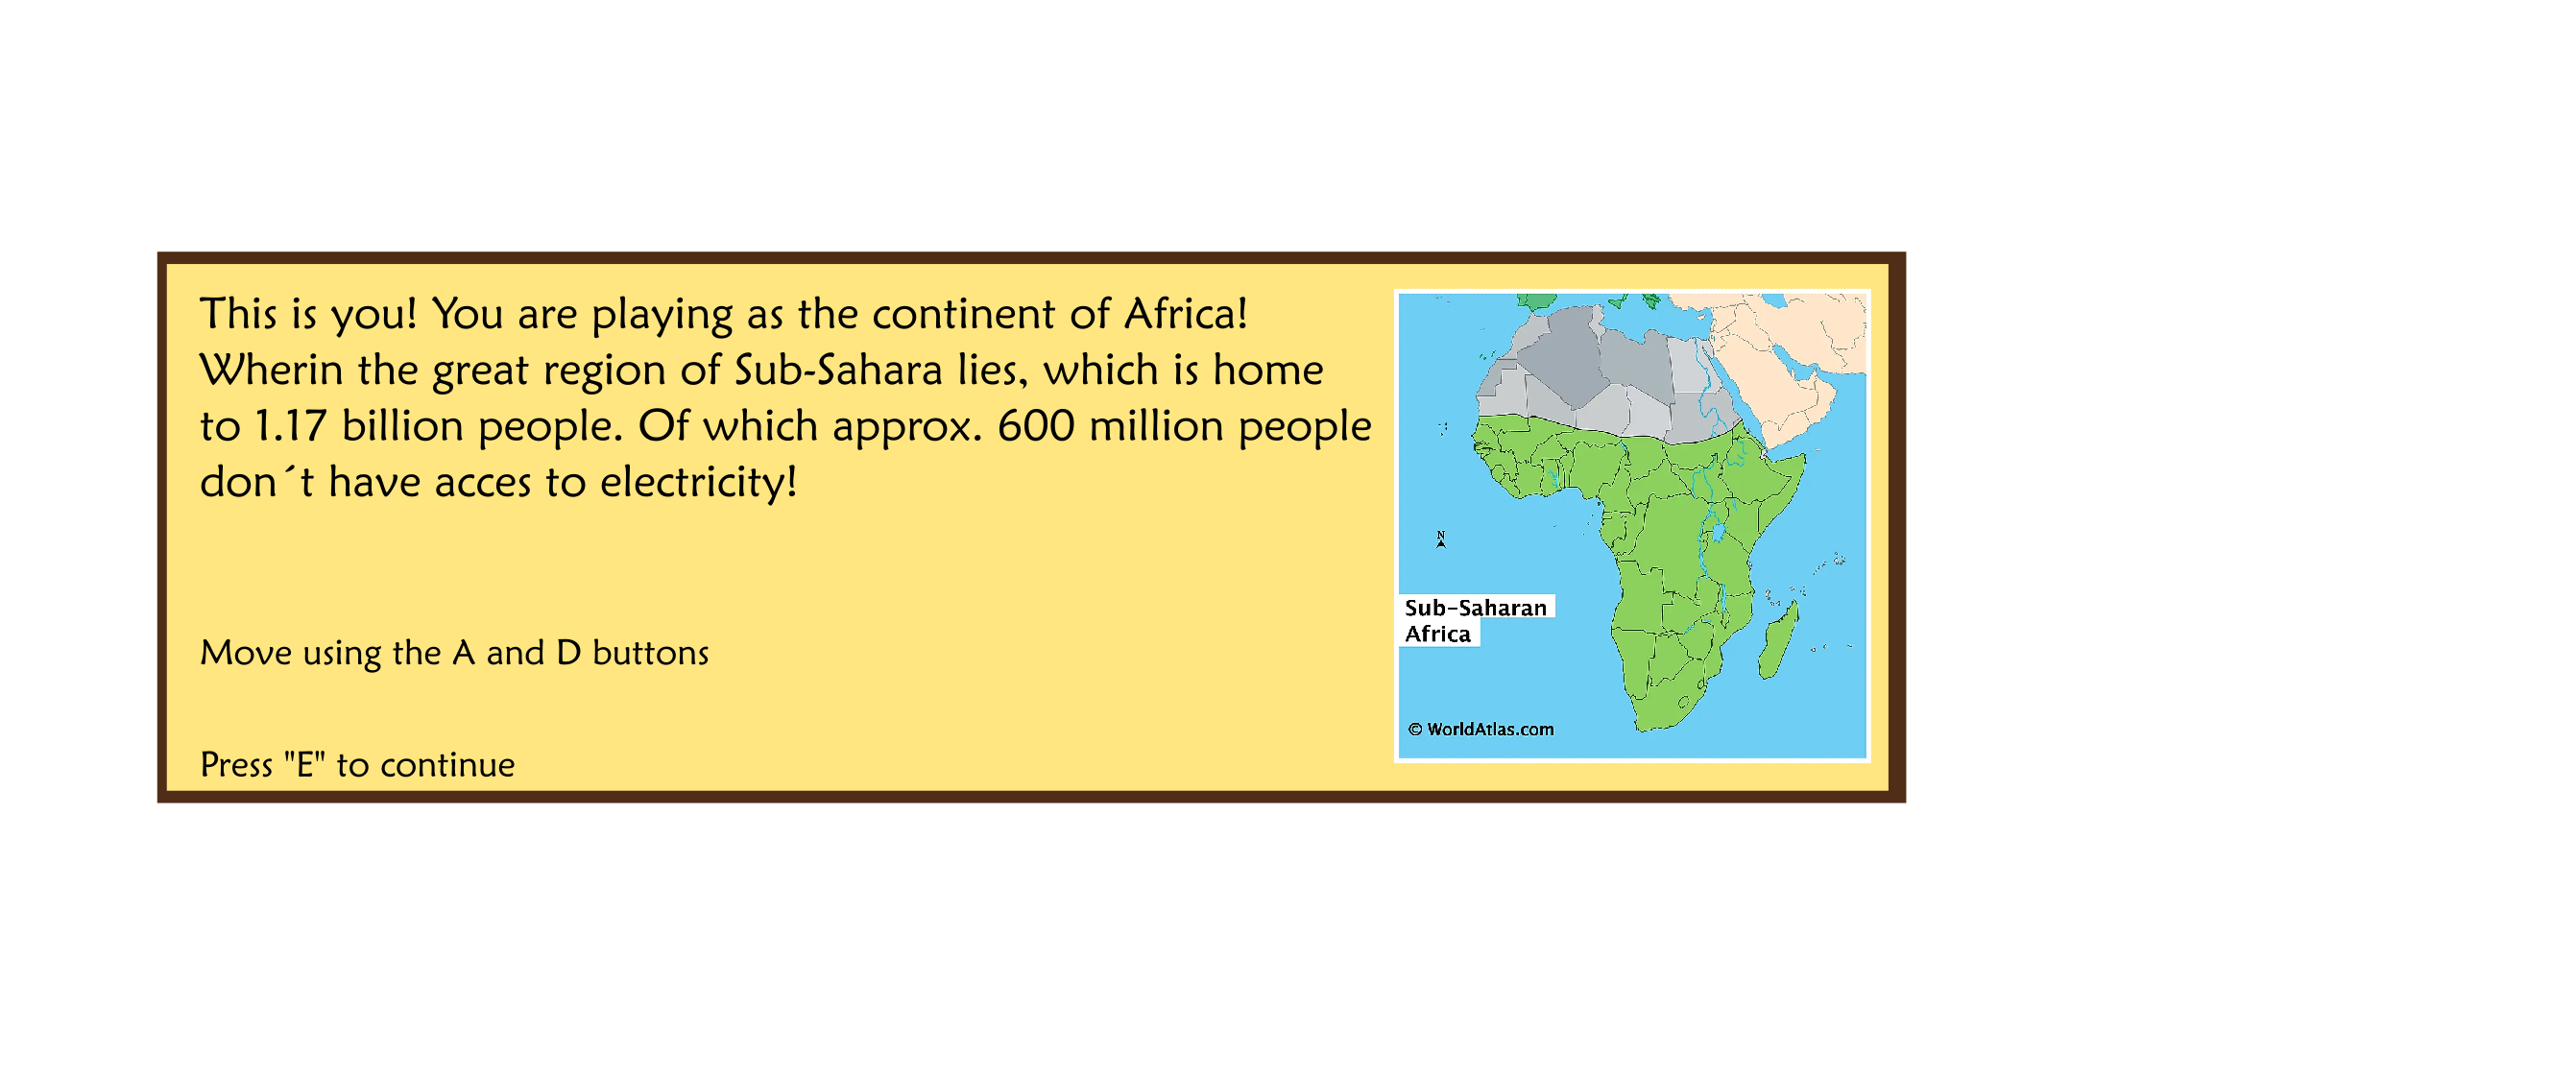 This is you! You are playing as the continent of Africa!
Wherin the great region of Sub-Sahara lies, which is home
to 1.17 billion people. Of which approx. 600 million people
don´t have acces to electricity!
Move using the A and D buttons
Press "E" to continue
N
Sub-Saharan
Africa
© WorldAtlas.com